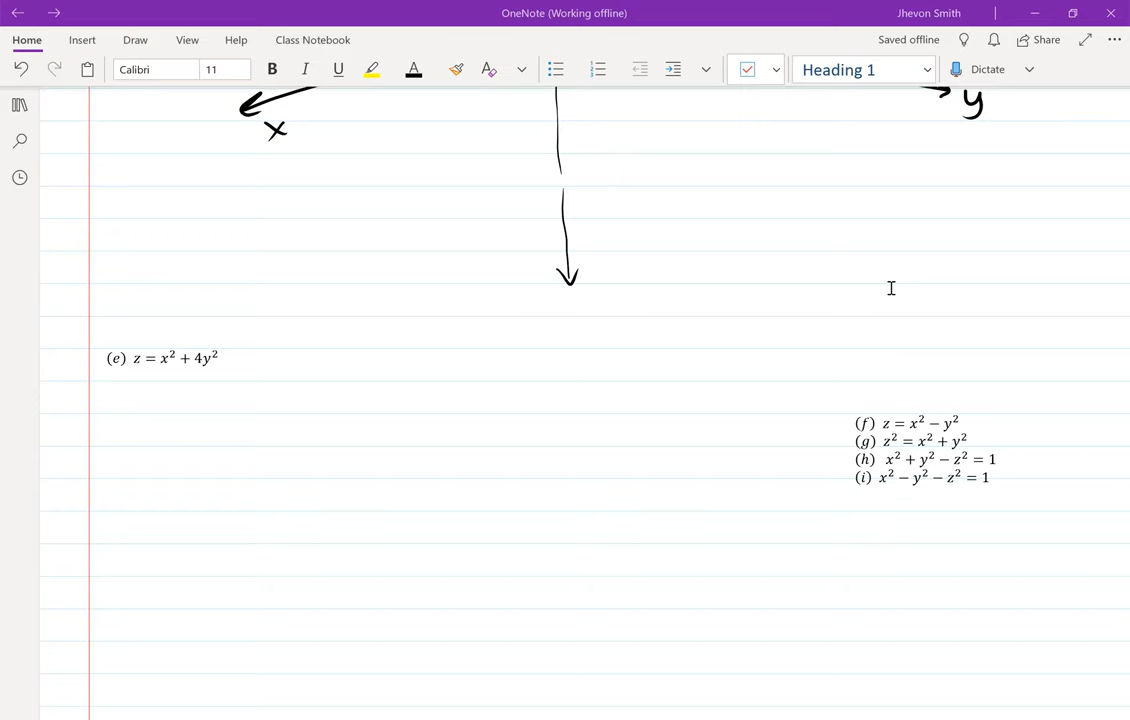 OneNote (Working offline)
Jhevon Smith
Home Insert Draw View Help Class Notebook
Saved offline
Share
Calibri
11
B I U A A
Heading 1
Dictate
x
y
(e) z = x² + 4y²
(f) z = x² − y²
(g) z² = x² + y²
(h) x² + y² − z² = 1
(i) x² − y² − z² = 1